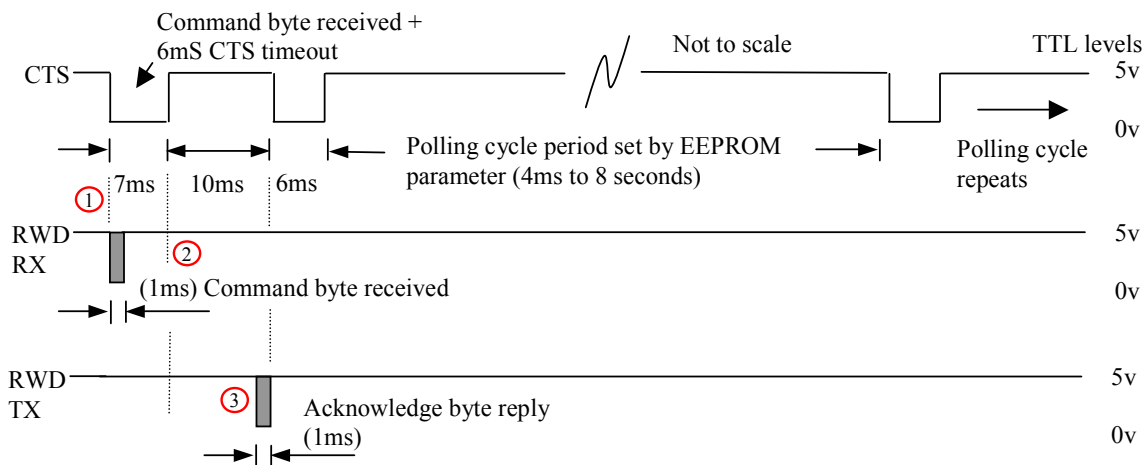 Command byte received +
6mS CTS timeout
Not to scale
TTL levels
CTS
5v
0v
Polling cycle period set by EEPROM
parameter (4ms to 8 seconds)
Polling cycle
repeats
7ms
10ms
6ms
1
RWD
RX
2
5v
0v
(1ms) Command byte received
RWD
TX
3
5v
0v
Acknowledge byte reply
(1ms)